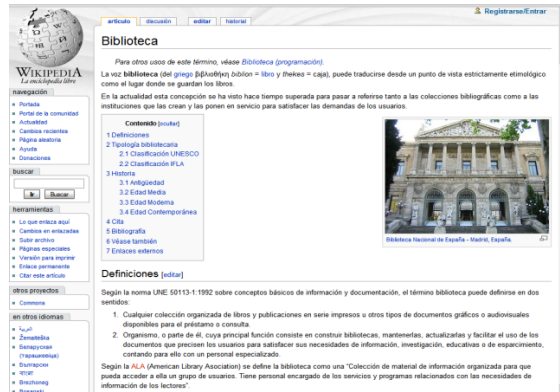 Registrarse/Entrar
artículo discusión editar historial
Biblioteca
Para otros usos de este término, véase Biblioteca (programación).
La voz biblioteca (del griego βιβλιοθήκη biblion = libro y thekes = caja), puede traducirse desde un punto de vista estrictamente etimológico
como el lugar donde se guardan los libros.
En la actualidad esta concepción se ha visto hace tiempo superada para pasar a referirse tanto a las colecciones bibliográficas como a las
instituciones que las crean y las ponen en servicio para satisfacer las demandas de los usuarios.
Contenido [ocultar]
1 Definiciones
2 Tipología bibliotecaria
2.1 Clasificación UNESCO
2.2 Clasificación IFLA
3 Historia
3.1 Antigüedad
3.2 Edad Media
3.3 Edad Moderna
3.4 Edad Contemporánea
4 Cita
5 Bibliografía
6 Véase también
7 Enlaces externos
Biblioteca Nacional de España - Madrid, España.
Definiciones [editar]
Según la norma UNE 50113-1:1992 sobre conceptos básicos de información y documentación, el término biblioteca puede definirse en dos
sentidos:
1. Cualquier colección organizada de libros y publicaciones en serie impresos u otros tipos de documentos gráficos o audiovisuales
disponibles para el préstamo o consulta.
2. Organismo, o parte de él, cuya principal función consiste en construir bibliotecas, mantenerlas, actualizarlas y facilitar el uso de los
documentos que precisen los usuarios para satisfacer sus necesidades de información, investigación, educativas o de esparcimiento,
contando para ello con un personal especializado.
Según la ALA (American Library Asociation) se define la biblioteca como una "Colección de material de información organizada para que
pueda acceder a ella un grupo de usuarios. Tiene personal encargado de los servicios y programas relacionados con las necesidades de
información de los lectores".
WIKIPEDIA
La enciclopedia libre
navegación
Portada
Portal de la comunidad
Actualidad
Cambios recientes
Página aleatoria
Ayuda
Donaciones
buscar
Ir Buscar
herramientas
Lo que enlaza aquí
Cambios en enlazadas
Subir archivo
Páginas especiales
Versión para imprimir
Enlace permanente
Citar este artículo
otros proyectos
Commons
en otros idiomas
العربية
Žemaitėška
Беларуская
(тарашкевіца)
Български
বাংলা
Brezhoneg
Bosanski